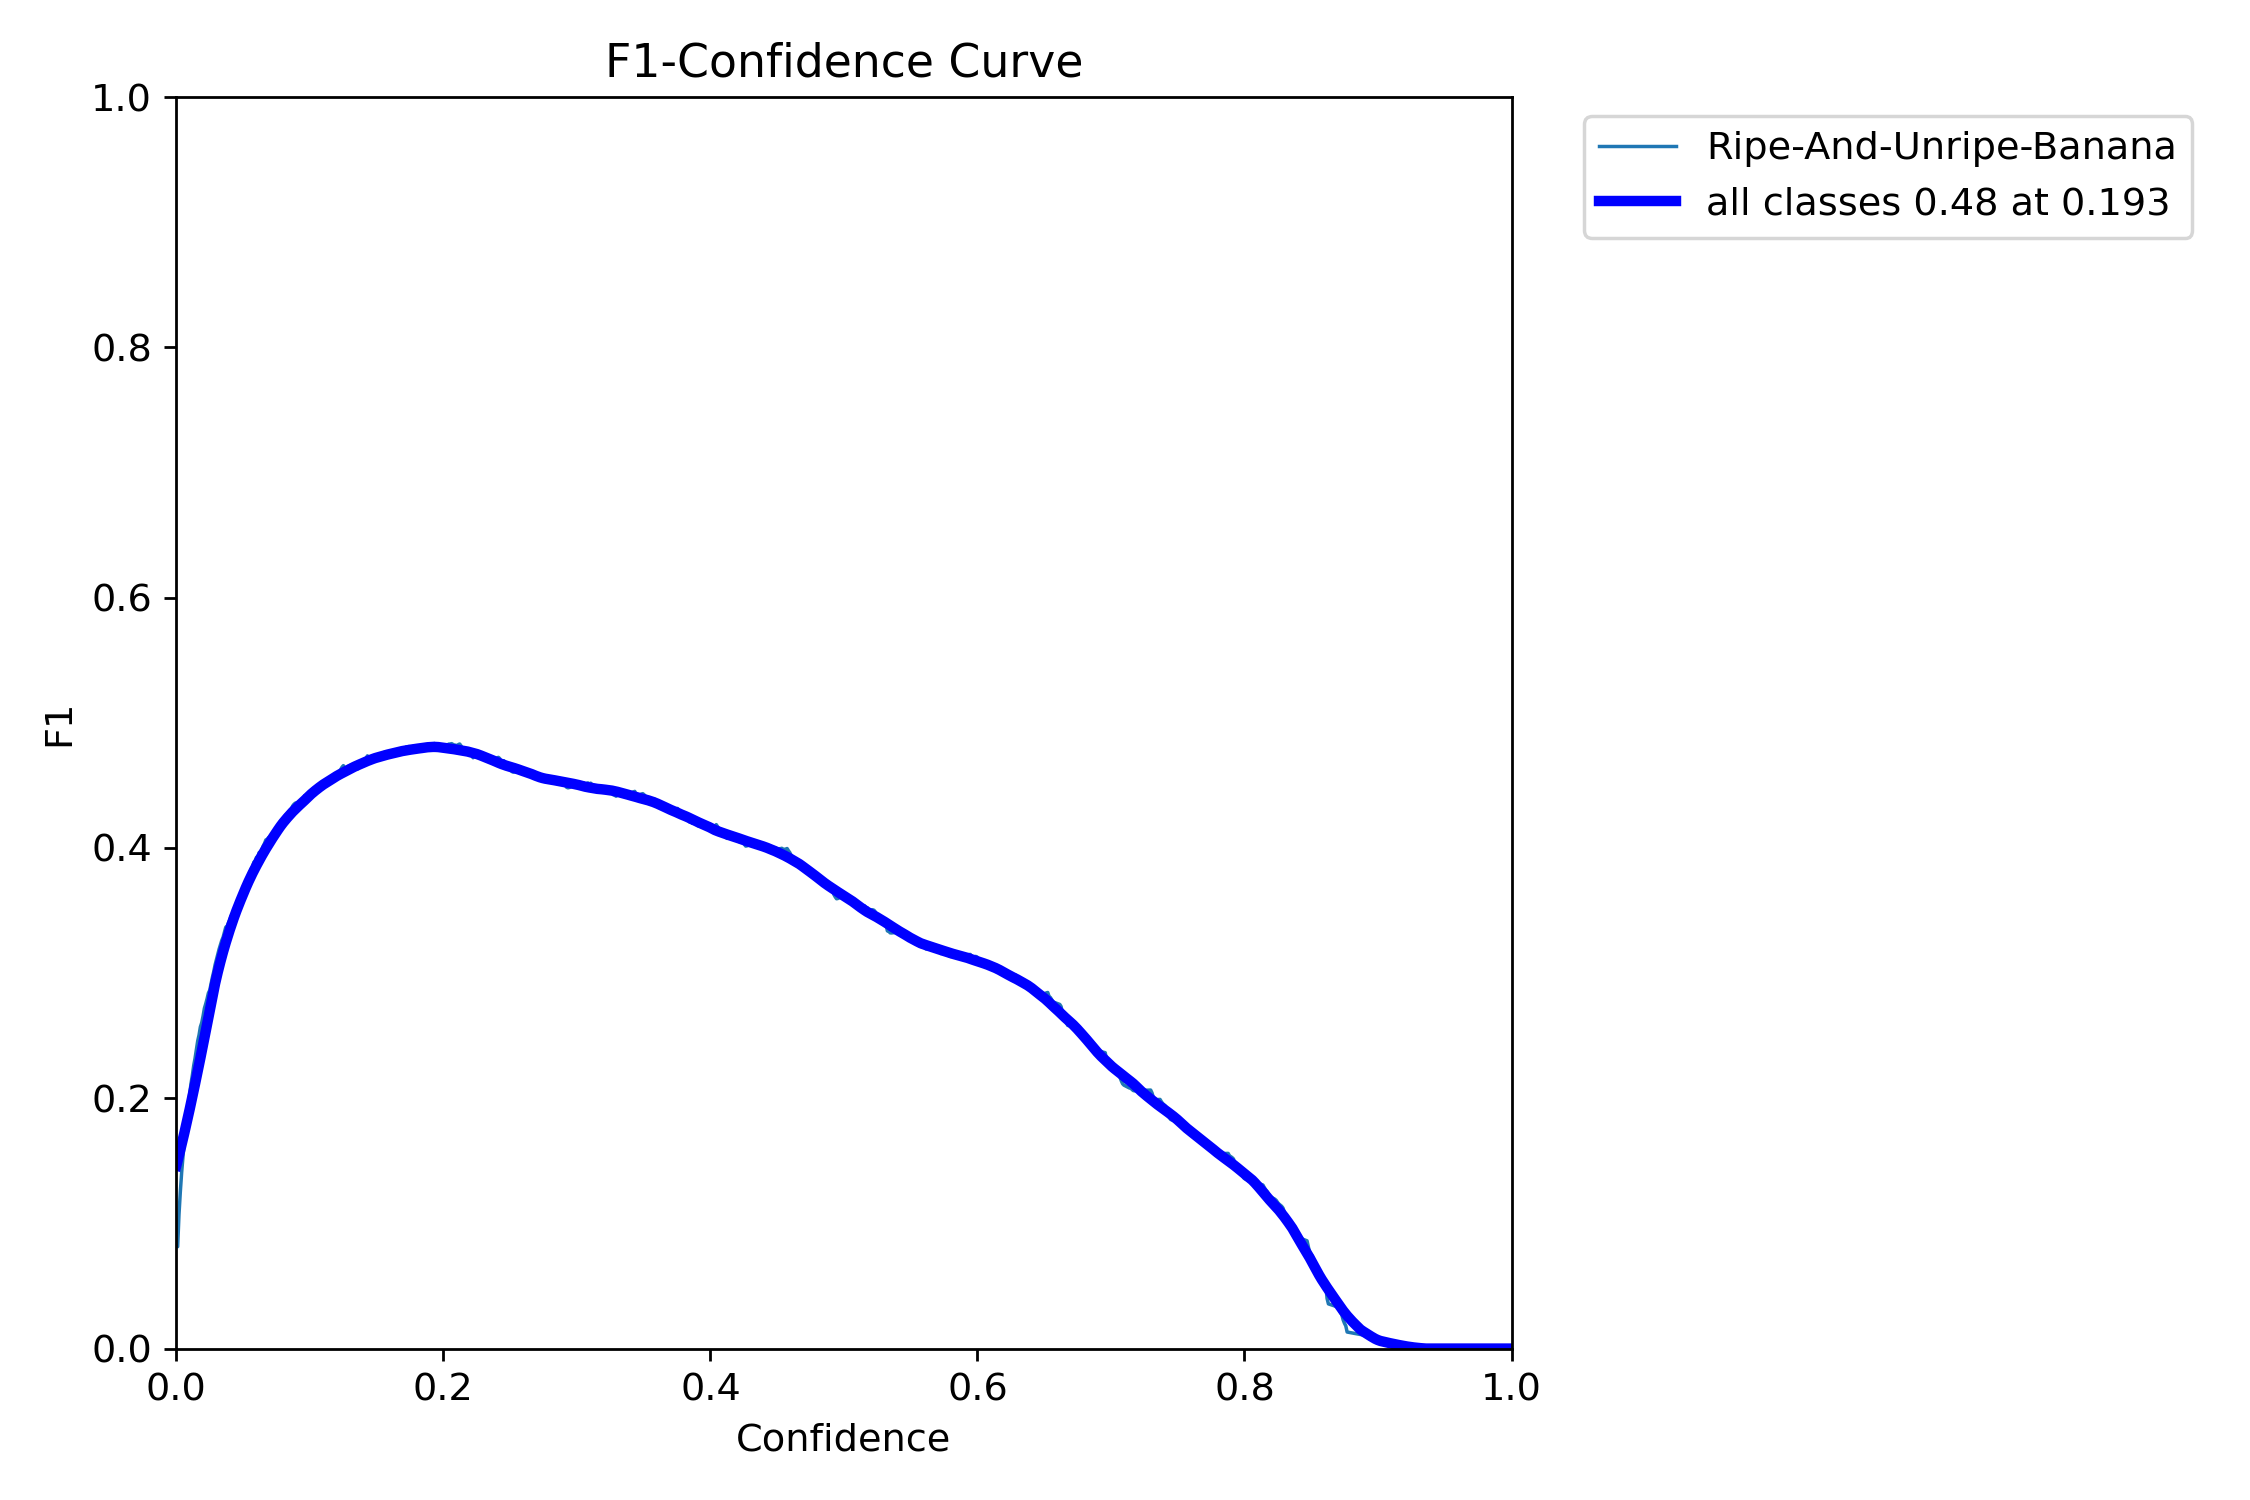 F1-Confidence Curve
Ripe-And-Unripe-Banana
all classes 0.48 at 0.193
1.0
0.8
0.6
0.4
0.2
0.0
F1
0.0 0.2 0.4 0.6 0.8 1.0
Confidence